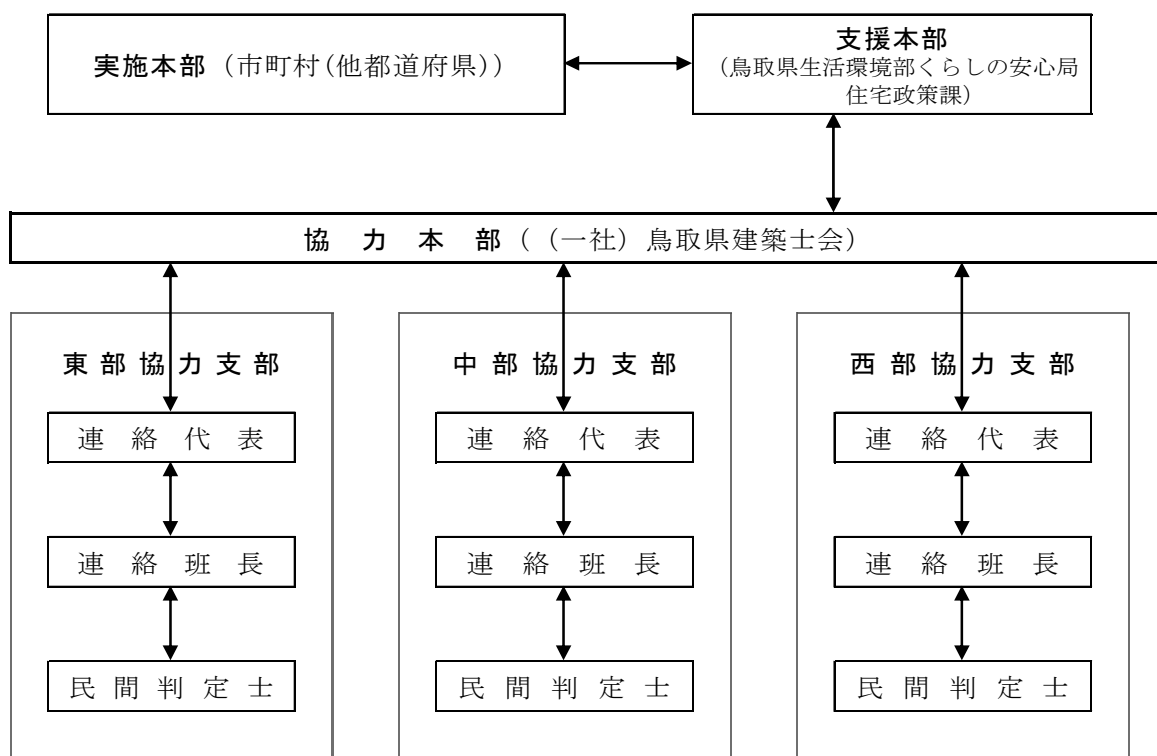 実施本部（市町村(他都道府県)）
支援本部
（鳥取県生活環境部くらしの安心局
住宅政策課）
協力本部（（一社）鳥取県建築士会）
東部協力支部
連絡代表
連絡班長
民間判定士
中部協力支部
連絡代表
連絡班長
民間判定士
西部協力支部
連絡代表
連絡班長
民間判定士